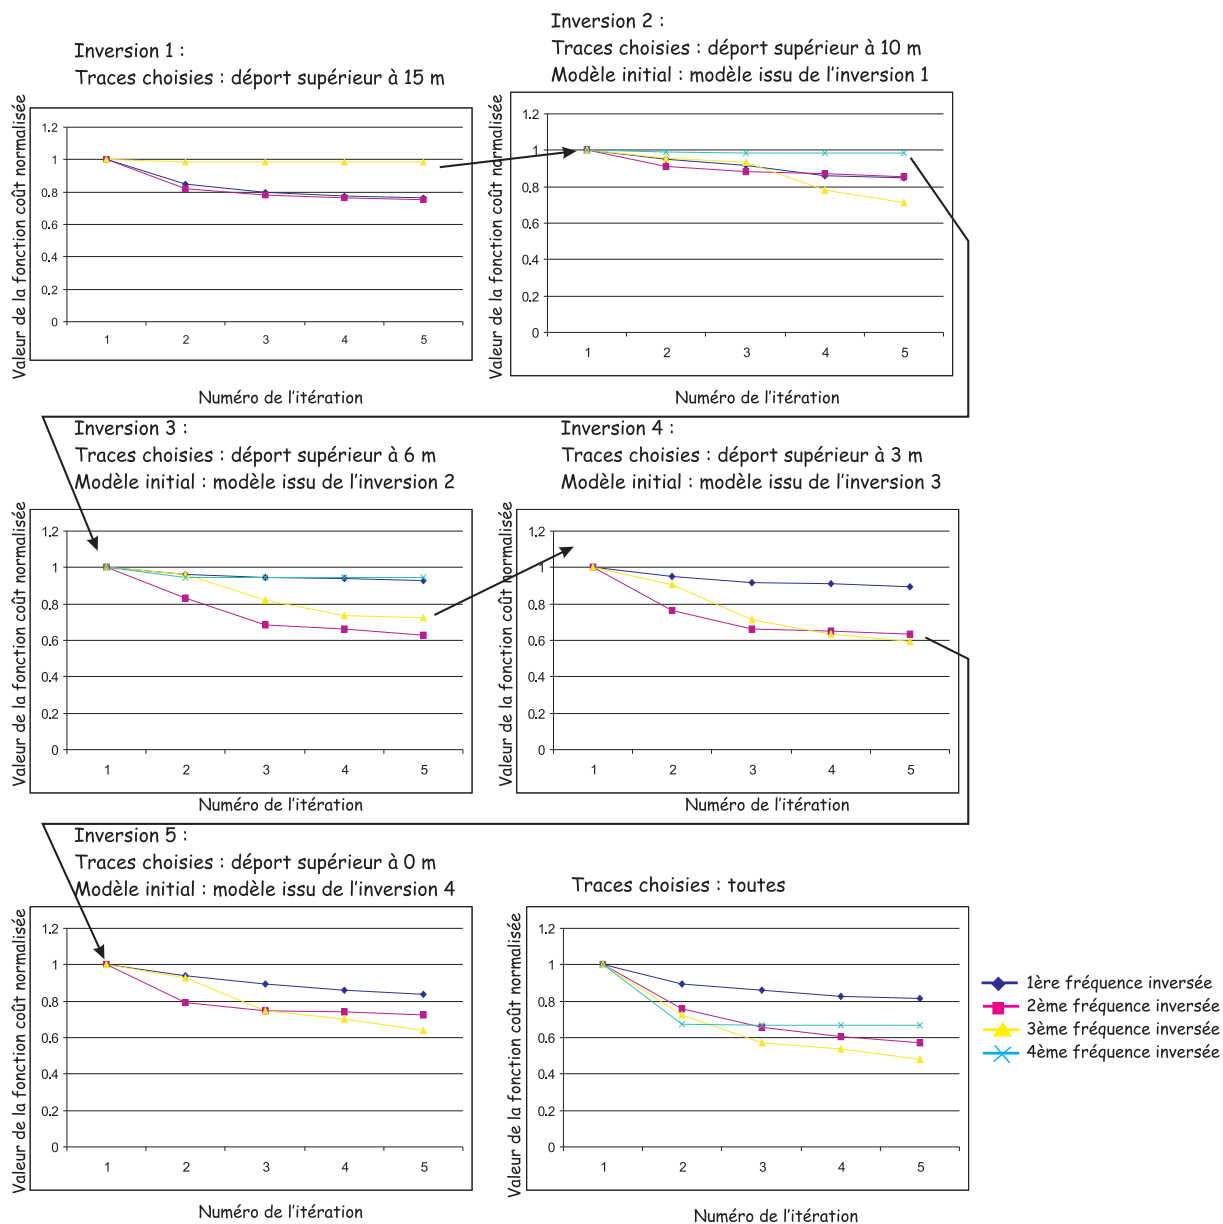 Inversion 1 :
Traces choisies : déport supérieur à 15 m
Valeur de la fonction coût normalisée
1.2
1
0.8
0.6
0.4
0.2
0
1 2 3 4 5
Numéro de l'itération
Inversion 2 :
Traces choisies : déport supérieur à 10 m
Modèle initial : modèle issu de l'inversion 1
Valeur de la fonction coût normalisée
1.2
1
0.8
0.6
0.4
0.2
0
1 2 3 4 5
Numéro de l'itération
Inversion 3 :
Traces choisies : déport supérieur à 6 m
Modèle initial : modèle issu de l'inversion 2
Valeur de la fonction coût normalisée
1.2
1
0.8
0.6
0.4
0.2
0
1 2 3 4 5
Numéro de l'itération
Inversion 4 :
Traces choisies : déport supérieur à 3 m
Modèle initial : modèle issu de l'inversion 3
Valeur de la fonction coût normalisée
1.2
1
0.8
0.6
0.4
0.2
0
1 2 3 4 5
Numéro de l'itération
Inversion 5 :
Traces choisies : déport supérieur à 0 m
Modèle initial : modèle issu de l'inversion 4
Valeur de la fonction coût normalisée
1.2
1
0.8
0.6
0.4
0.2
0
1 2 3 4 5
Numéro de l'itération
Traces choisies : toutes
Valeur de la fonction coût normalisée
1.2
1
0.8
0.6
0.4
0.2
0
1 2 3 4 5
Numéro de l'itération
1ère fréquence inversée
2ème fréquence inversée
3ème fréquence inversée
4ème fréquence inversée